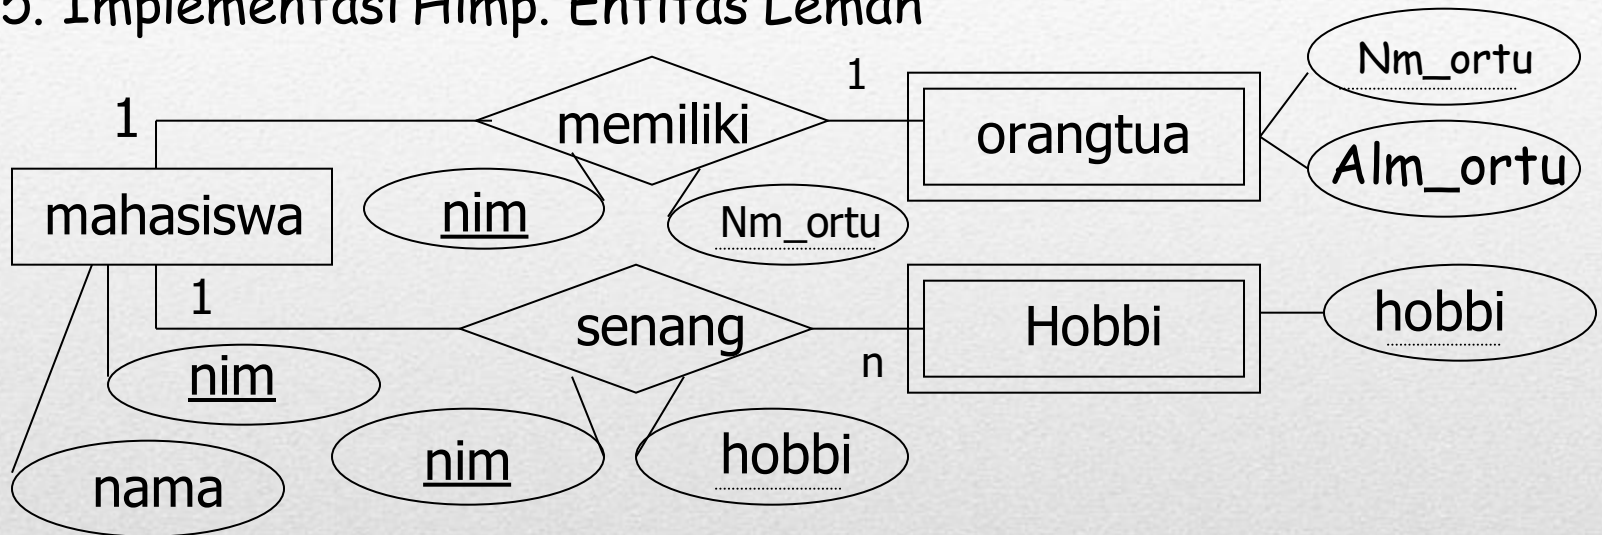 5. Implementasi Himp. Entitas Lemah
Nm_ortu
1
1
memiliki
orangtua
Alm_ortu
mahasiswa
nim
Nm_ortu
1
senang
Hobbi
hobbi
n
nim
nim
hobbi
nama